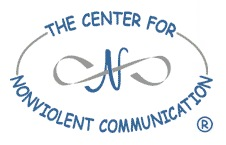 THE CENTER FOR
N
NONVIOLENT COMMUNICATION
®